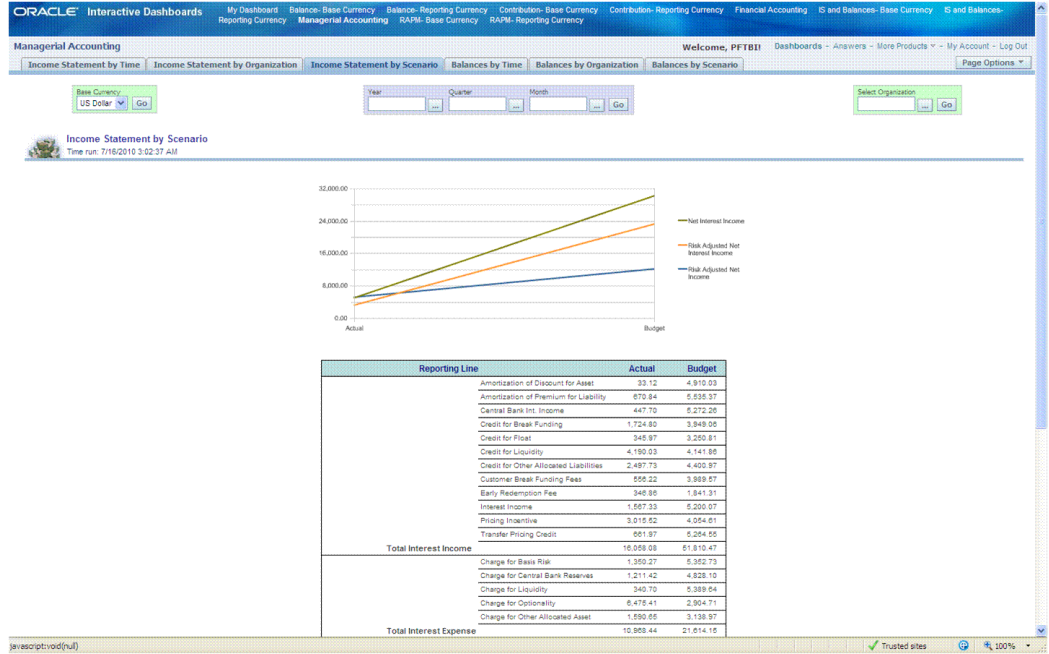 ORACLE Interactive Dashboards
My Dashboard Balance- Base Currency Balance- Reporting Currency Contribution- Base Currency Contribution- Reporting Currency Financial Accounting IS and Balances- Base Currency IS and Balances-
Reporting Currency Managerial Accounting RAPM- Base Currency RAPM- Reporting Currency
Managerial Accounting Welcome, PFTBI! Dashboards - Answers - More Products - My Account - Log Out
Income Statement by Time Income Statement by Organization Income Statement by Scenario Balances by Time Balances by Organization Balances by Scenario Page Options
Base Currency Year Quarter Month Select Organization
US Dollar Go ... ... ... Go ... Go
Income Statement by Scenario
Time run: 7/16/2010 3:02:37 AM
32,000.00
24,000.00
16,000.00
8,000.00
0.00
Actual Budget
Net Interest Income
Risk Adjusted Net
Interest Income
Risk Adjusted Net
Income
Reporting Line Actual Budget
Amortization of Discount for Asset 33.12 4,910.03
Amortization of Premium for Liability 670.84 5,535.37
Central Bank Int. Income 447.70 5,272.26
Credit for Break Funding 1,724.80 3,949.06
Credit for Float 345.97 3,250.81
Credit for Liquidity 4,190.03 4,141.86
Credit for Other Allocated Liabilities 2,497.73 4,400.97
Customer Break Funding Fees 556.22 3,989.57
Early Redemption Fee 346.86 1,841.31
Interest Income 1,567.33 5,200.07
Pricing Incentive 3,015.52 4,054.61
Transfer Pricing Credit 661.97 5,264.55
Total Interest Income 16,058.08 51,810.47
Charge for Basis Risk 1,350.27 5,352.73
Charge for Central Bank Reserves 1,211.42 4,828.10
Charge for Liquidity 340.70 5,389.64
Charge for Optionality 6,475.41 2,904.71
Charge for Other Allocated Asset 1,590.65 3,138.97
Total Interest Expense 10,968.44 21,614.15
javascript:void(null) Trusted sites 100%